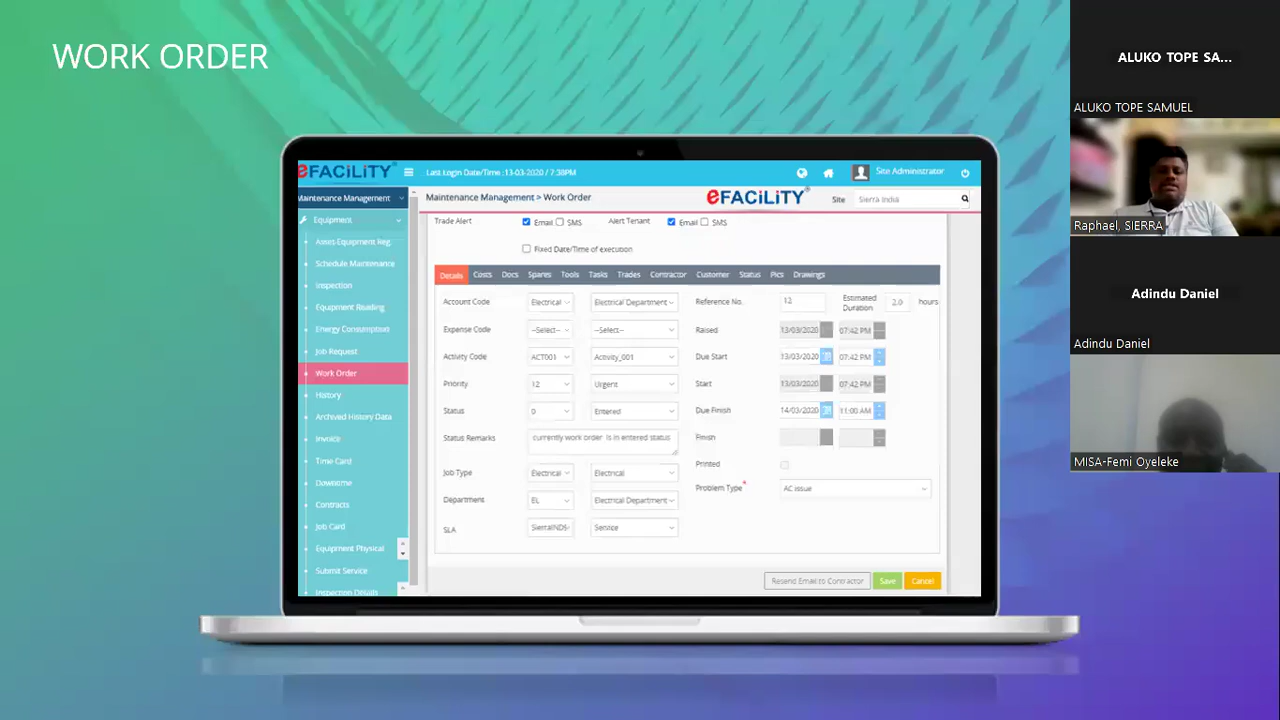 WORK ORDER
eFACiLiTY®
Last Login Date/Time :13-03-2020 / 7:38PM
Site Administrator
Maintenance Management
Maintenance Management > Work Order
eFACiLiTY®
Site
Sierra India
Equipment
Asset Equipment Reg.
Schedule Maintenance
Inspection
Equipment Reading
Energy Consumption
Job Request
Work Order
History
Archived History Data
Invoice
Time Card
Downtime
Contracts
Job Card
Equipment Physical
Submit Service
Inspection Details
Trade Alert
Email
SMS
Alert Tenant
Email
SMS
Fixed Date/Time of execution
Details Costs Docs Spares Tools Tasks Trades Contractor Customer Status Pics Drawings
Account Code Electrical Electrical Department
Expense Code --Select-- --Select--
Activity Code ACT001 Activity_001
Priority 12 Urgent
Status 0 Entered
Status Remarks currently work order is in entered status
Job Type Electrical Electrical
Department EL Electrical Department
SLA SierraINDS Service
Reference No. 12 Estimated Duration 2.0 hours
Raised 13/03/2020 07:42 PM
Due Start 13/03/2020 07:42 PM
Start 13/03/2020 07:42 PM
Due Finish 14/03/2020 11:00 AM
Finish
Printed
Problem Type* AC issue
Resend Email to Contractor Save Cancel
ALUKO TOPE SA...
ALUKO TOPE SAMUEL
Raphael, SIERRA
Adindu Daniel
Adindu Daniel
MISA-Femi Oyeleke